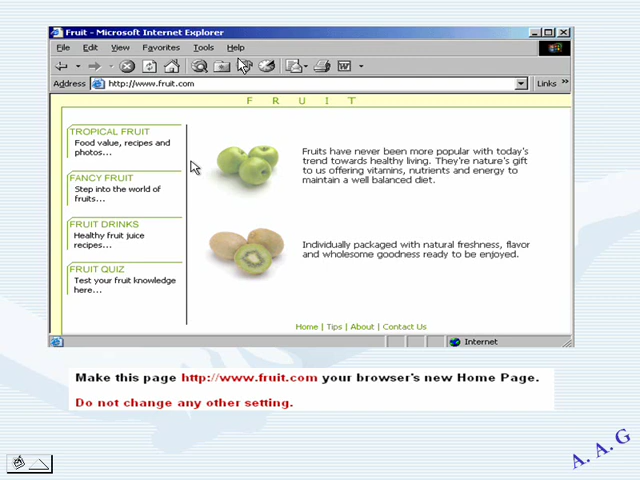 Fruit - Microsoft Internet Explorer
File Edit View Favorites Tools Help
Address http://www.fruit.com Links »
F R U I T
TROPICAL FRUIT
Food value, recipes and
photos...
FANCY FRUIT
Step into the world of
fruits...
FRUIT DRINKS
Healthy fruit juice
recipes...
FRUIT QUIZ
Test your fruit knowledge
here...
Fruits have never been more popular with today's
trend towards healthy living. They're nature's gift
to us offering vitamins, nutrients and energy to
maintain a well balanced diet.
Individually packaged with natural freshness, flavor
and wholesome goodness ready to be enjoyed.
Home | Tips | About | Contact Us
Internet
Make this page http://www.fruit.com your browser's new Home Page.
Do not change any other setting.
A. A. G